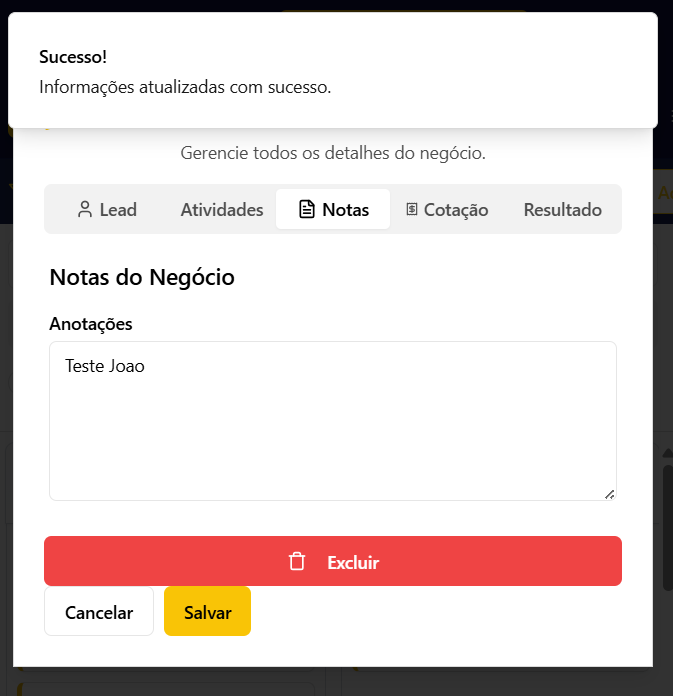 Sucesso!
Informações atualizadas com sucesso.
Gerencie todos os detalhes do negócio.
Lead Atividades Notas Cotação Resultado
Notas do Negócio
Anotações
Teste Joao
Excluir
Cancelar Salvar